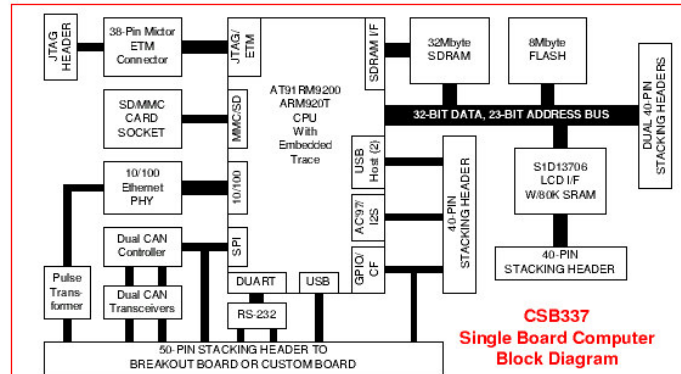 JTAG
HEADER
38-Pin Mictor
ETM
Connector
JTAG/
ETM
SDRAM I/F
32Mbyte
SDRAM
8Mbyte
FLASH
DUAL 40-PIN
STACKING HEADERS
AT91RM9200
ARM920T
CPU
With
Embedded
Trace
SD/MMC
CARD
SOCKET
MMC/SD
32-BIT DATA, 23-BIT ADDRESS BUS
USB
Host (2)
10/100
Ethernet
PHY
10/100
AC'97/
I2S
40-PIN
STACKING HEADER
S1D13706
LCD I/F
W/80K SRAM
Dual CAN
Controller
SPI
GPIO/
CF
40-PIN
STACKING HEADER
Pulse
Trans-
former
Dual CAN
Transceivers
DUART
USB
RS-232
50-PIN STACKING HEADER TO
BREAKOUT BOARD OR CUSTOM BOARD
CSB337
Single Board Computer
Block Diagram